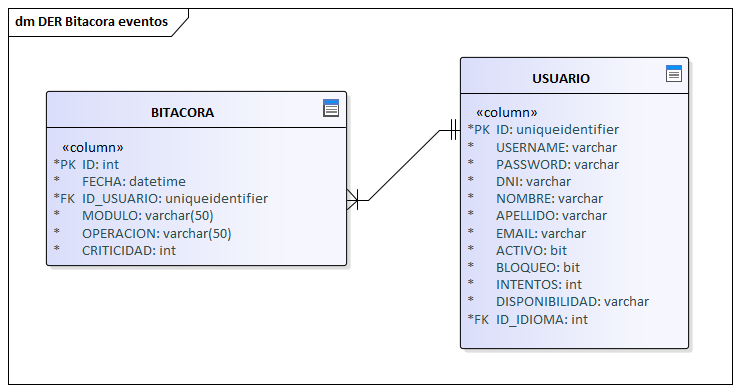 dm DER Bitacora eventos
BITACORA
«column»
*PK ID: int
* FECHA: datetime
*FK ID_USUARIO: uniqueidentifier
* MODULO: varchar(50)
* OPERACION: varchar(50)
* CRITICIDAD: int
USUARIO
«column»
*PK ID: uniqueidentifier
* USERNAME: varchar
* PASSWORD: varchar
* DNI: varchar
* NOMBRE: varchar
* APELLIDO: varchar
* EMAIL: varchar
* ACTIVO: bit
* BLOQUEO: bit
* INTENTOS: int
* DISPONIBILIDAD: varchar
*FK ID_IDIOMA: int